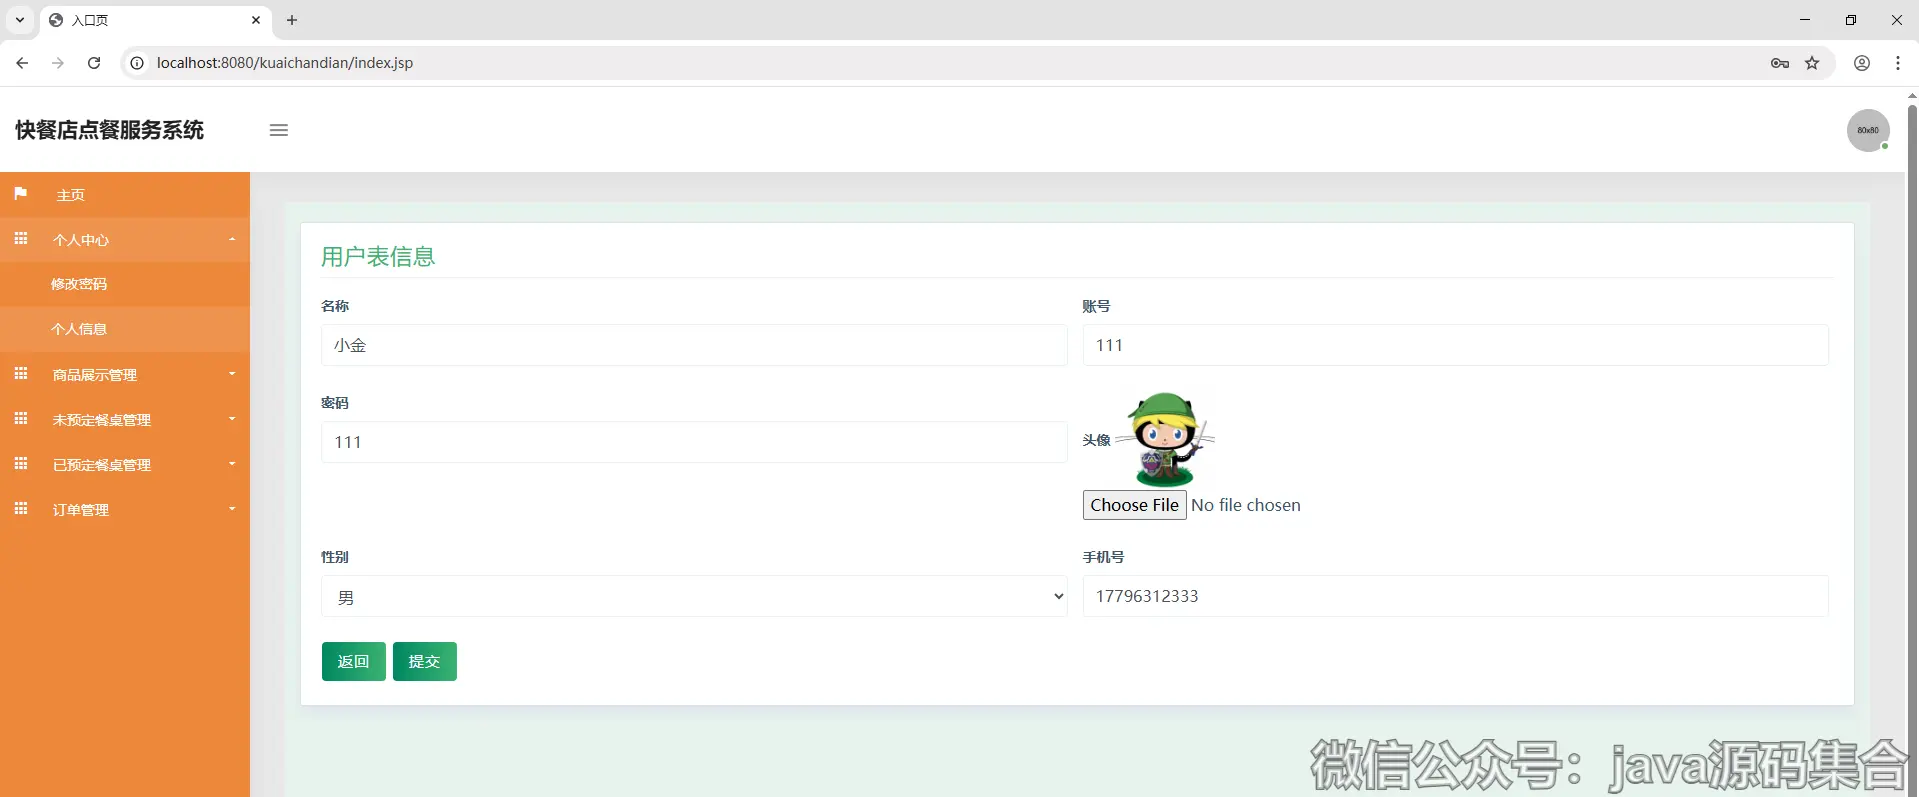 入口页
localhost:8080/kuaichandian/index.jsp
快餐店点餐服务系统
80x80
主页
个人中心
修改密码
个人信息
商品展示管理
未预定餐桌管理
已预定餐桌管理
订单管理
用户表信息
名称
账号
小金
111
密码
111
头像
Choose File No file chosen
性别
手机号
男
17796312333
返回 提交
微信公众号：java源码集合